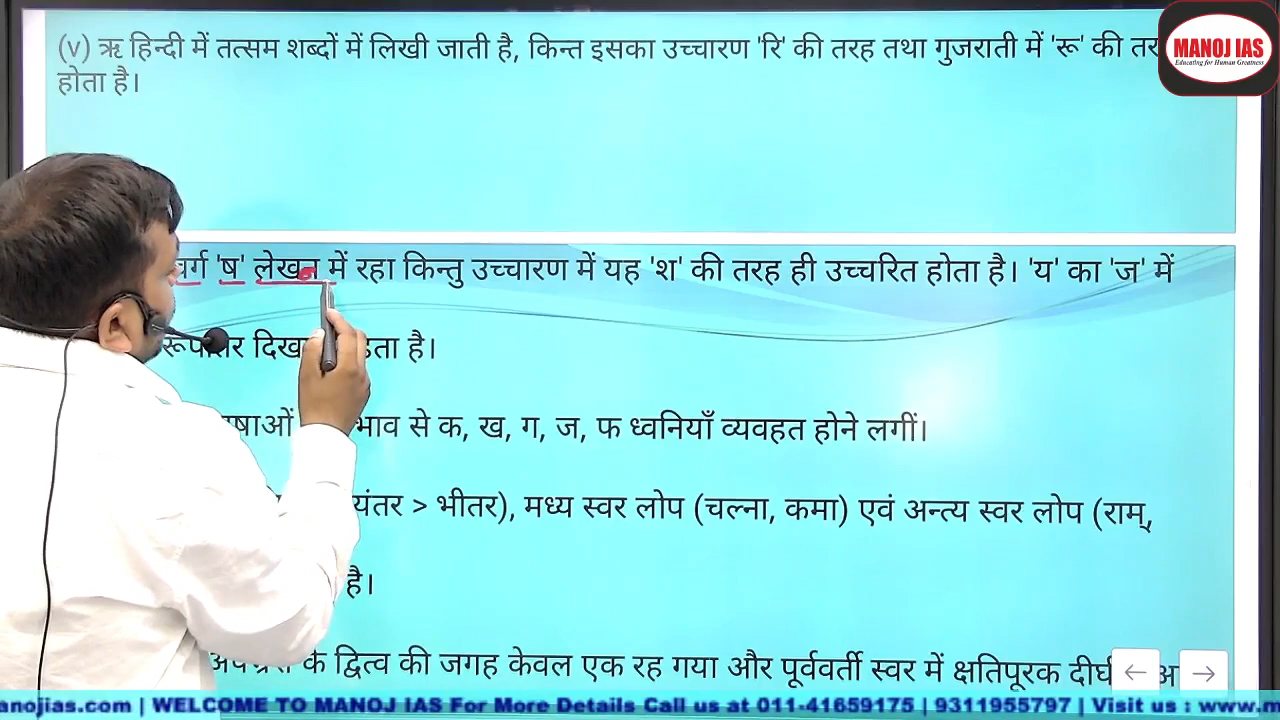 (v) ऋ हिन्दी में तत्सम शब्दों में लिखी जाती है, किन्त इसका उच्चारण 'रि' की तरह तथा गुजराती में 'रू' की तर
होता है।
MANOJ IAS
Educating for Human Greatness
'ष' लेखन में रहा किन्तु उच्चारण में यह 'श' की तरह ही उच्चरित होता है। 'य' का 'ज' में
है।
से क, ख, ग, ज, फ ध्वनियाँ व्यवहत होने लगीं।
> भीतर), मध्य स्वर लोप (चल्ना, कमा) एवं अन्त्य स्वर लोप (राम्,
है।
के द्वित्व की जगह केवल एक रह गया और पूर्ववर्ती स्वर में क्षतिपूरक
anojias.com | WELCOME TO MANOJ IAS For More Details Call us at 011-41659175 | 9311955797 | Visit us : www.m